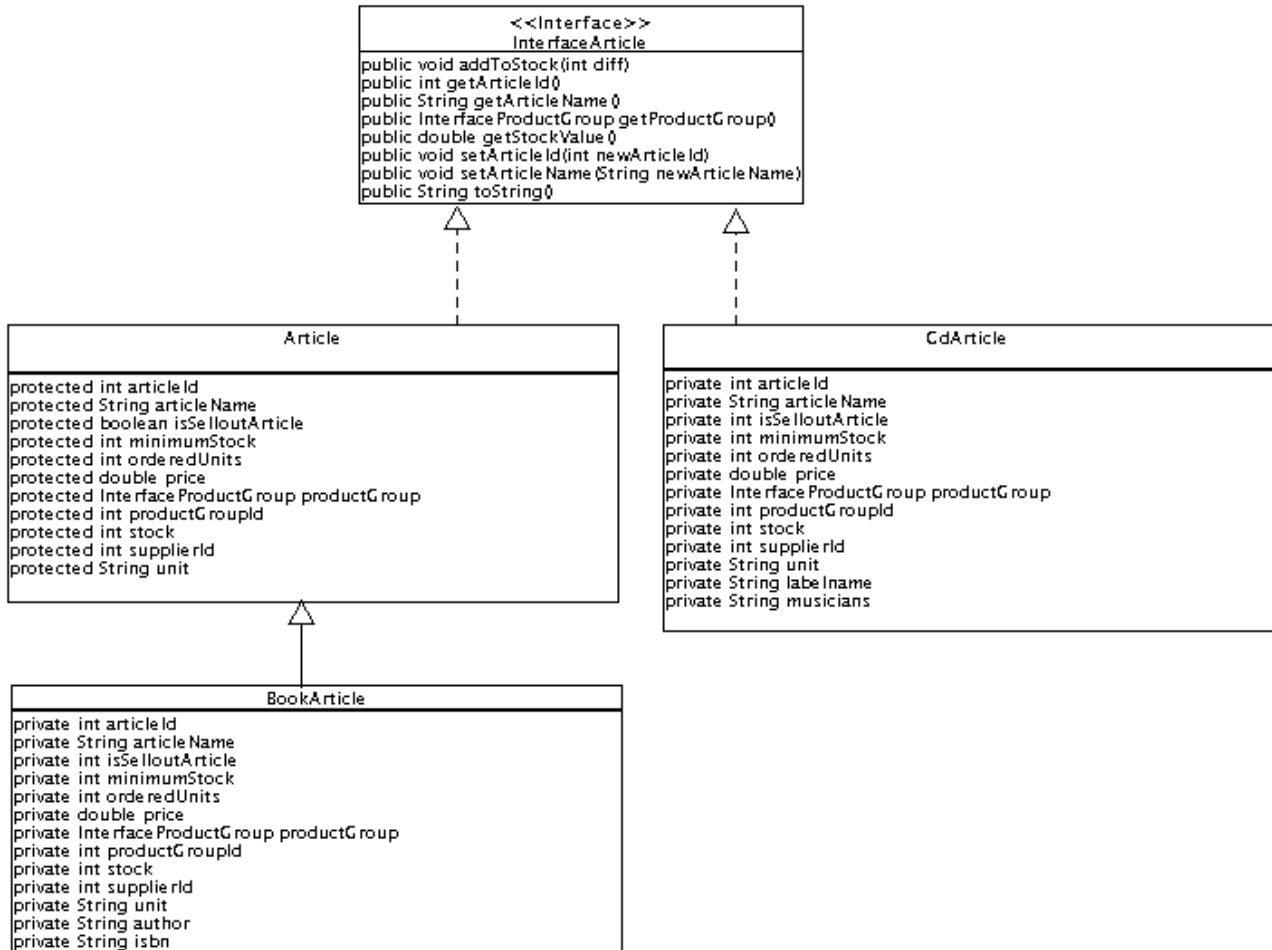 <<Interface>>
InterfaceArticle
public void addToStock(int diff)
public int getArticleId()
public String getArticleName()
public InterfaceProductGroup getProductGroup()
public double getStockValue()
public void setArticleId(int newArticleId)
public void setArticleName(String newArticleName)
public String toString()
Article
protected int articleId
protected String articleName
protected boolean isSelloutArticle
protected int minimumStock
protected int orderedUnits
protected double price
protected InterfaceProductGroup productGroup
protected int productGroupId
protected int stock
protected int supplierId
protected String unit
CdArticle
private int articleId
private String articleName
private int isSelloutArticle
private int minimumStock
private int orderedUnits
private double price
private InterfaceProductGroup productGroup
private int productGroupId
private int stock
private int supplierId
private String unit
private String labelname
private String musicians
BookArticle
private int articleId
private String articleName
private int isSelloutArticle
private int minimumStock
private int orderedUnits
private double price
private InterfaceProductGroup productGroup
private int productGroupId
private int stock
private int supplierId
private String unit
private String author
private String isbn